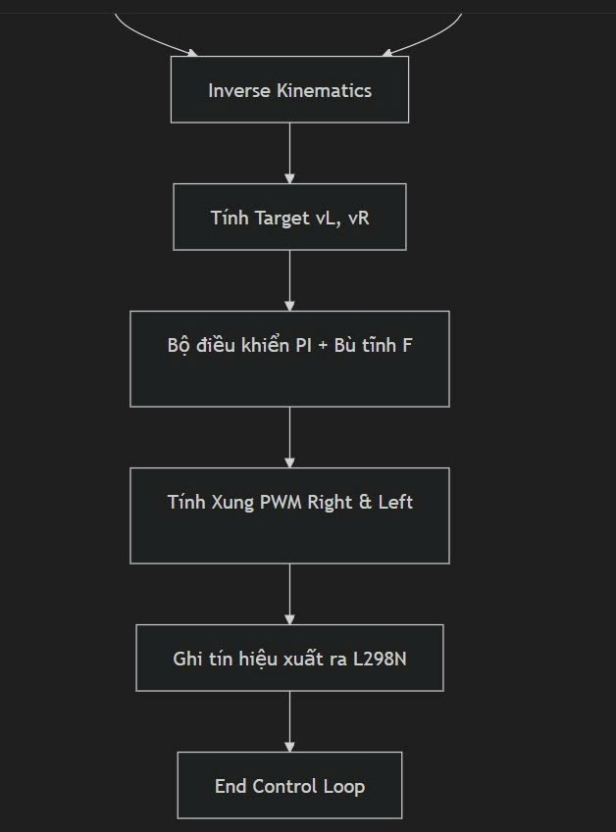 Inverse Kinematics
Tính Target vL, vR
Bộ điều khiển PI + Bù tĩnh F
Tính Xung PWM Right & Left
Ghi tín hiệu xuất ra L298N
End Control Loop